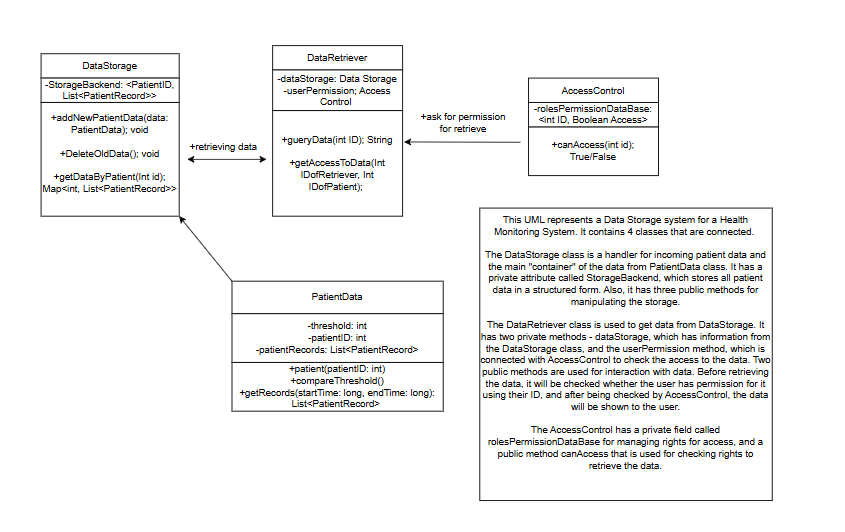 DataStorage
-StorageBackend: <PatientID,
List<PatientRecord>>
+addNewPatientData(data:
PatientData); void
+DeleteOldData(); void
+getDataByPatient(Int id);
Map<int, List<PatientRecord>>
+retrieving data
DataRetriever
-dataStorage: Data Storage
-userPermission; Access
Control
+gueryData(int ID); String
+getAccessToData(Int
IDofRetriever, Int
IDofPatient);
+ask for permission
for retrieve
AccessControl
-rolesPermissionDataBase:
<int ID, Boolean Access>
+canAccess(int id);
True/False
PatientData
-threshold: int
-patientID: int
-patientRecords: List<PatientRecord>
+patient(patientID: int)
+compareThreshold()
+getRecords(startTime: long, endTime: long):
List<PatientRecord>
This UML represents a Data Storage system for a Health
Monitoring System. It contains 4 classes that are connected.
The DataStorage class is a handler for incoming patient data and
the main "container" of the data from PatientData class. It has a
private attribute called StorageBackend, which stores all patient
data in a structured form. Also, it has three public methods for
manipulating the storage.
The DataRetriever class is used to get data from DataStorage. It
has two private methods - dataStorage, which has information from
the DataStorage class, and the userPermission method, which is
connected with AccessControl to check the access to the data. Two
public methods are used for interaction with data. Before retrieving
the data, it will be checked whether the user has permission for it
using their ID, and after being checked by AccessControl, the data
will be shown to the user.
The AccessControl has a private field called
rolesPermissionDataBase for managing rights for access, and a
public method canAccess that is used for checking rights to
retrieve the data.